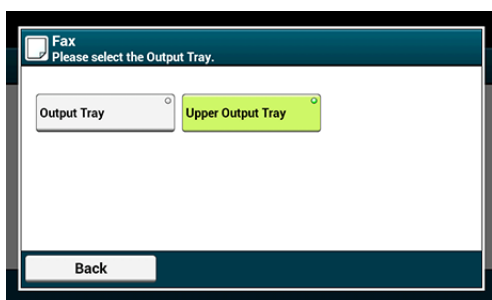 Fax
Please select the Output Tray.
Output Tray
Upper Output Tray
Back